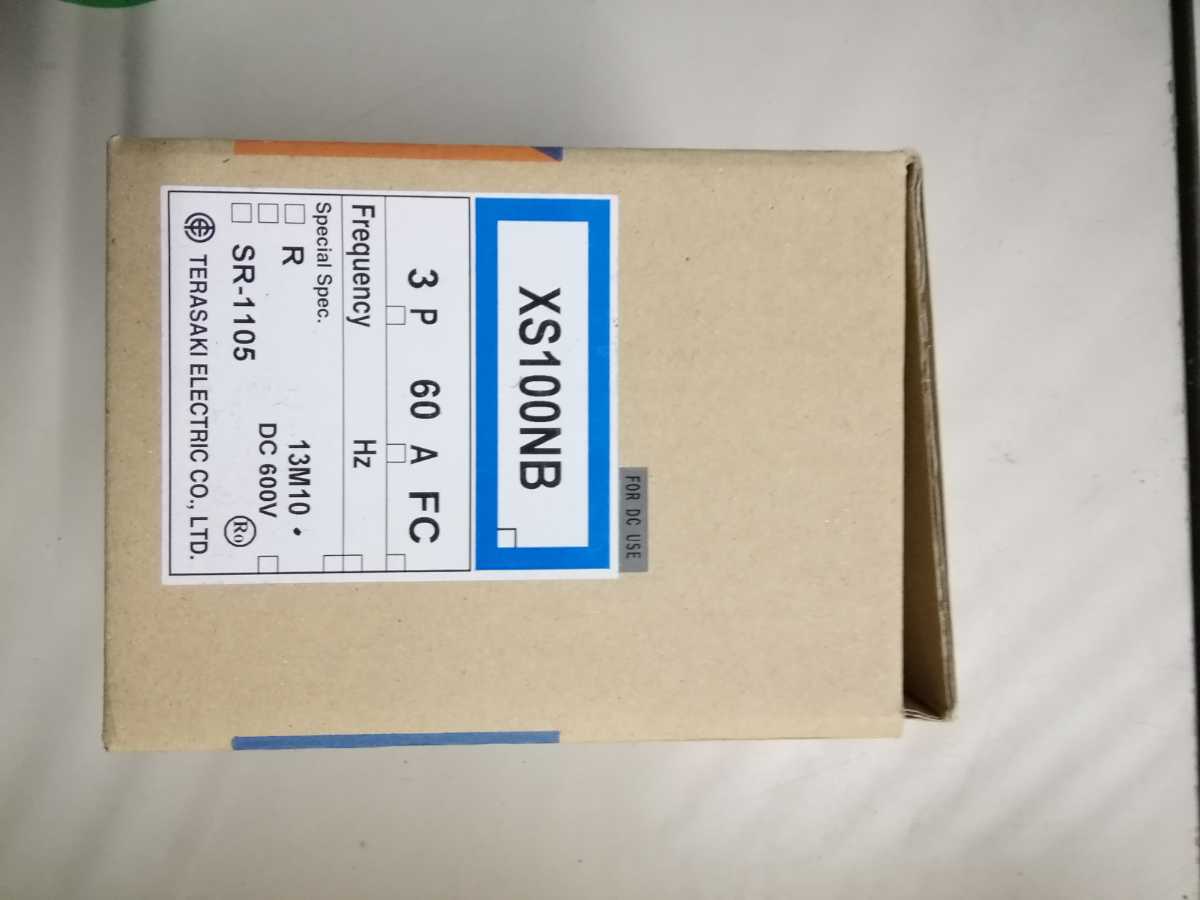 FOR DC USE
XS100NB
3 P 60 A FC
Frequency Hz
Special Spec.
R 13M10 •
DC 600V
SR-1105 Ro
TERASAKI ELECTRIC CO., LTD.